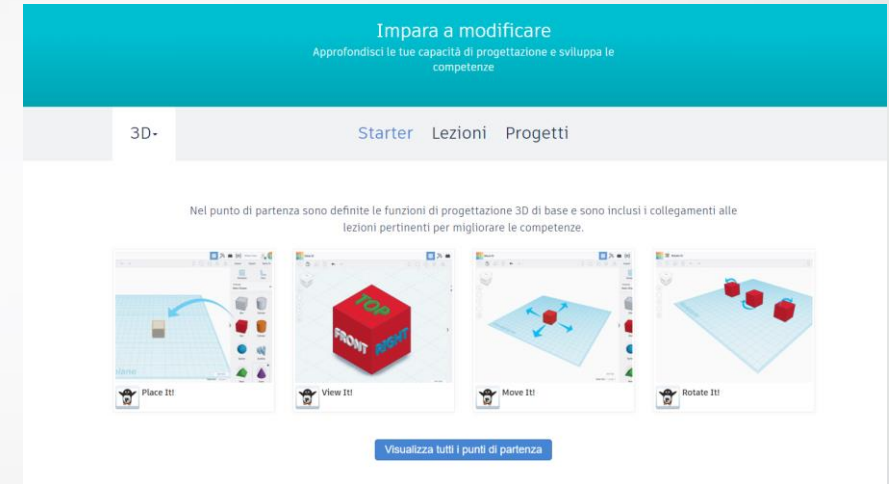 Impara a modificare
Approfondisci le tue capacità di progettazione e sviluppa le
competenze
3D
Starter Lezioni Progetti
Nel punto di partenza sono definite le funzioni di progettazione 3D di base e sono inclusi i collegamenti alle
lezioni pertinenti per migliorare le competenze.
TOP
FRONT RIGHT
Place It!
View It!
Move It!
Rotate It!
Visualizza tutti i punti di partenza